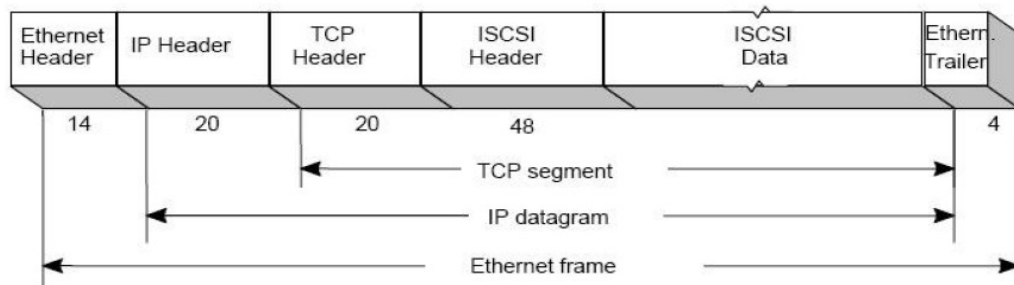 Ethernet Header
IP Header
TCP Header
ISCSI Header
ISCSI Data
Ethern. Trailer
14 20 20 48 4
TCP segment
IP datagram
Ethernet frame